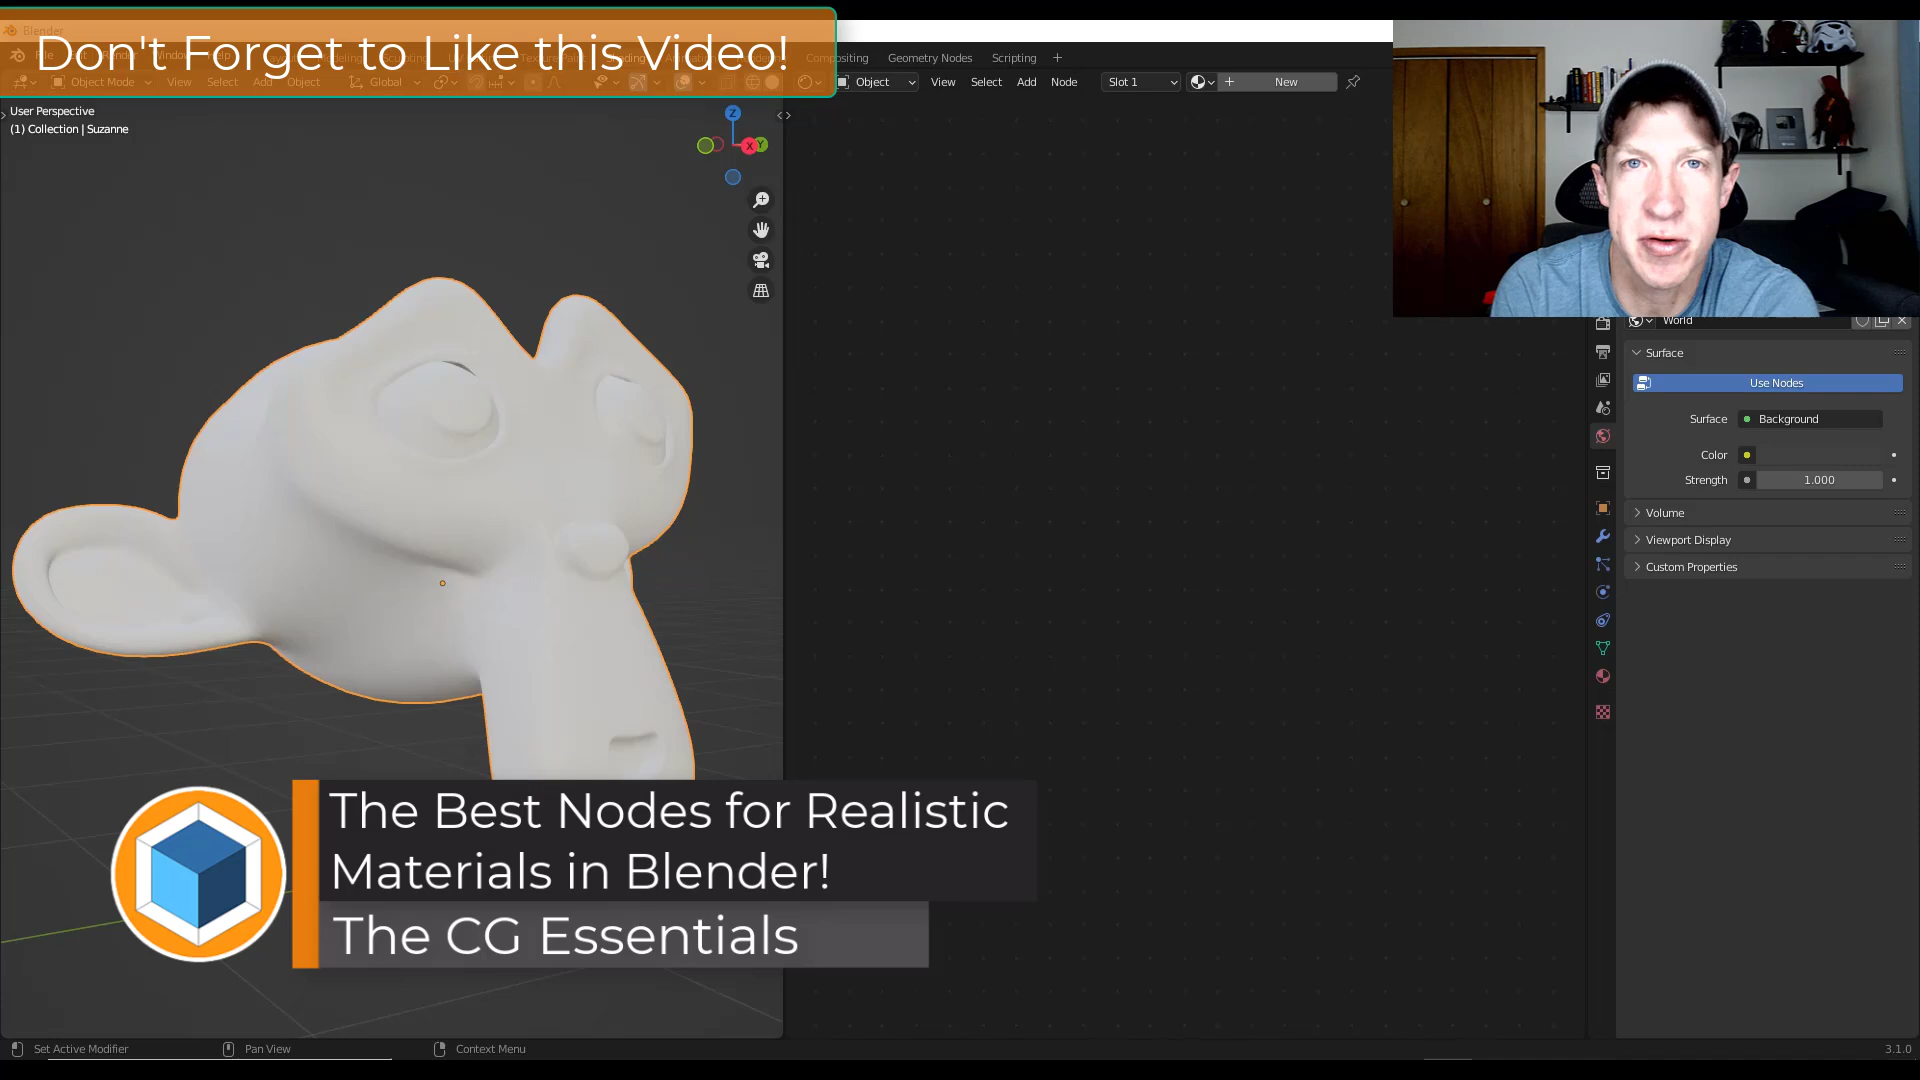 Don't Forget to Like this Video!
Compositing Geometry Nodes Scripting +
Object Mode View Select Add Object Global
Object View Select Add Node Slot 1 + New
User Perspective
(1) Collection | Suzanne
Z
X Y
World
Surface
Use Nodes
Surface Background
Color
Strength 1.000
Volume
Viewport Display
Custom Properties
The Best Nodes for Realistic
Materials in Blender!
The CG Essentials
Set Active Modifier Pan View Context Menu 3.1.0